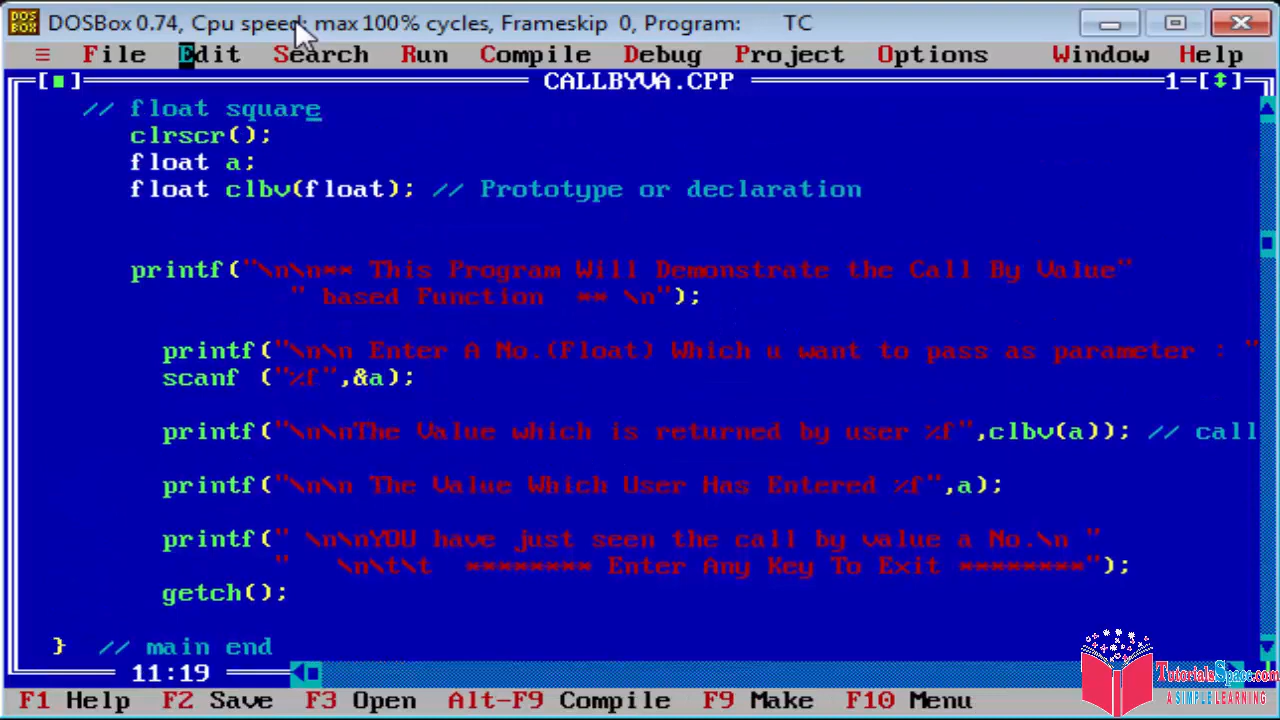 DOSBox 0.74, Cpu speed: max 100% cycles, Frameskip 0, Program: TC
≡ File Edit Search Run Compile Debug Project Options Window Help
[■] CALLBYVA.CPP 1=[↕]
// float square
clrscr();
float a;
float clbv(float); // Prototype or declaration
printf("\n\n** This Program Will Demonstrate the Call By Value"
" based Function ** \n");
printf("\n\n Enter A No.(Float) Which u want to pass as parameter : "
scanf ("%f",&a);
printf("\n\nThe Value which is returned by user %f",clbv(a)); // call
printf("\n\n The Value Which User Has Entered %f",a);
printf(" \n\nYOU have just seen the call by value a No.\n "
" \n\t\t ******** Enter Any Key To Exit ********");
getch();
} // main end
11:19
F1 Help F2 Save F3 Open Alt-F9 Compile F9 Make F10 Menu
TutorialsSpace.com
A SIMPLE LEARNING